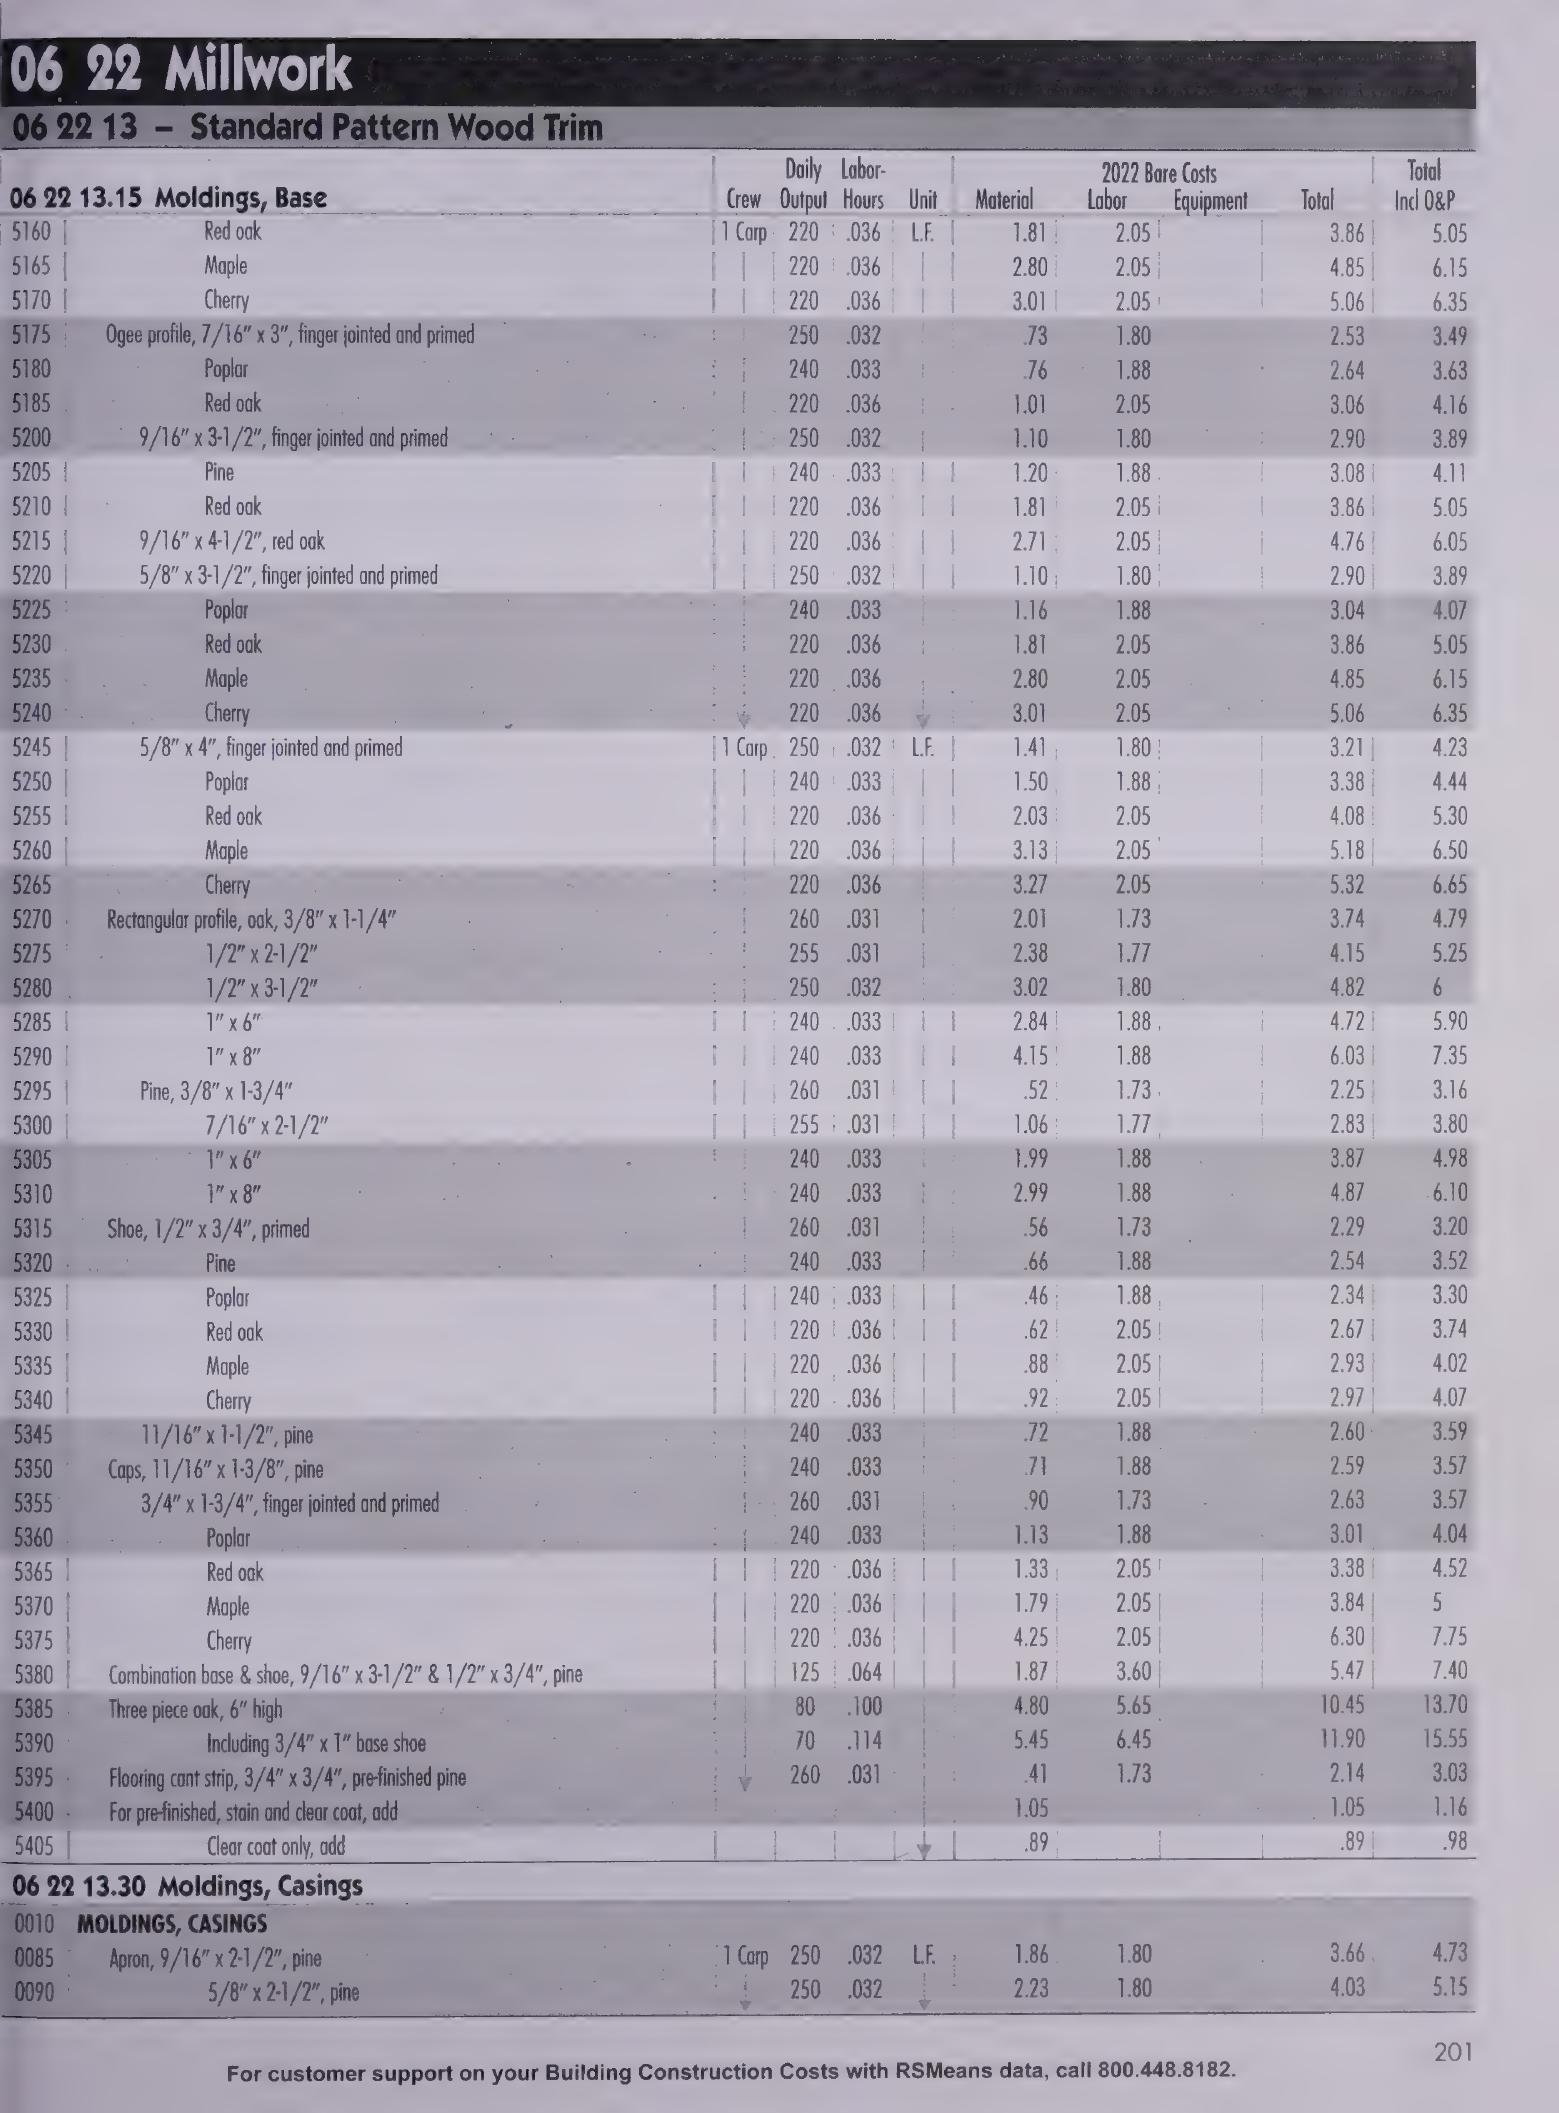 06 22 Millwork
06 22 13 – Standard Pattern Wood Trim
Daily Labor- 2022 Bare Costs Total
06 22 13.15 Moldings, Base Crew Output Hours Unit Material Labor Equipment Total Incl O&P
5160 Red oak 1 Carp 220 .036 L.F. 1.81 2.05 3.86 5.05
5165 Maple 220 .036 2.80 2.05 4.85 6.15
5170 Cherry 220 .036 3.01 2.05 5.06 6.35
5175 Ogee profile, 7/16" x 3", finger jointed and primed 250 .032 .73 1.80 2.53 3.49
5180 Poplar 240 .033 .76 1.88 2.64 3.63
5185 Red oak 220 .036 1.01 2.05 3.06 4.16
5200 9/16" x 3-1/2", finger jointed and primed 250 .032 1.10 1.80 2.90 3.89
5205 Pine 240 .033 1.20 1.88 3.08 4.11
5210 Red oak 220 .036 1.81 2.05 3.86 5.05
5215 9/16" x 4-1/2", red oak 220 .036 2.71 2.05 4.76 6.05
5220 5/8" x 3-1/2", finger jointed and primed 250 .032 1.10 1.80 2.90 3.89
5225 Poplar 240 .033 1.16 1.88 3.04 4.07
5230 Red oak 220 .036 1.81 2.05 3.86 5.05
5235 Maple 220 .036 2.80 2.05 4.85 6.15
5240 Cherry 220 .036 3.01 2.05 5.06 6.35
5245 5/8" x 4", finger jointed and primed 1 Carp 250 .032 L.F. 1.41 1.80 3.21 4.23
5250 Poplar 240 .033 1.50 1.88 3.38 4.44
5255 Red oak 220 .036 2.03 2.05 4.08 5.30
5260 Maple 220 .036 3.13 2.05 5.18 6.50
5265 Cherry 220 .036 3.27 2.05 5.32 6.65
5270 Rectangular profile, oak, 3/8" x 1-1/4" 260 .031 2.01 1.73 3.74 4.79
5275 1/2" x 2-1/2" 255 .031 2.38 1.77 4.15 5.25
5280 1/2" x 3-1/2" 250 .032 3.02 1.80 4.82 6
5285 1" x 6" 240 .033 2.84 1.88 4.72 5.90
5290 1" x 8" 240 .033 4.15 1.88 6.03 7.35
5295 Pine, 3/8" x 1-3/4" 260 .031 .52 1.73 2.25 3.16
5300 7/16" x 2-1/2" 255 .031 1.06 1.77 2.83 3.80
5305 1" x 6" 240 .033 1.99 1.88 3.87 4.98
5310 1" x 8" 240 .033 2.99 1.88 4.87 6.10
5315 Shoe, 1/2" x 3/4", primed 260 .031 .56 1.73 2.29 3.20
5320 Pine 240 .033 .66 1.88 2.54 3.52
5325 Poplar 240 .033 .46 1.88 2.34 3.30
5330 Red oak 220 .036 .62 2.05 2.67 3.74
5335 Maple 220 .036 .88 2.05 2.93 4.02
5340 Cherry 220 .036 .92 2.05 2.97 4.07
5345 11/16" x 1-1/2", pine 240 .033 .72 1.88 2.60 3.59
5350 Caps, 11/16" x 1-3/8", pine 240 .033 .71 1.88 2.59 3.57
5355 3/4" x 1-3/4", finger jointed and primed 260 .031 .90 1.73 2.63 3.57
5360 Poplar 240 .033 1.13 1.88 3.01 4.04
5365 Red oak 220 .036 1.33 2.05 3.38 4.52
5370 Maple 220 .036 1.79 2.05 3.84 5
5375 Cherry 220 .036 4.25 2.05 6.30 7.75
5380 Combination base & shoe, 9/16" x 3-1/2" & 1/2" x 3/4", pine 125 .064 1.87 3.60 5.47 7.40
5385 Three piece oak, 6" high 80 .100 4.80 5.65 10.45 13.70
5390 Including 3/4" x 1" base shoe 70 .114 5.45 6.45 11.90 15.55
5395 Flooring cant strip, 3/4" x 3/4", pre-finished pine 260 .031 .41 1.73 2.14 3.03
5400 For pre-finished, stain and clear coat, add 1.05 1.05 1.16
5405 Clear coat only, add .89 .89 .98
06 22 13.30 Moldings, Casings
0010 MOLDINGS, CASINGS
0085 Apron, 9/16" x 2-1/2", pine 1 Carp 250 .032 L.F. 1.86 1.80 3.66 4.73
0090 5/8" x 2-1/2", pine 250 .032 2.23 1.80 4.03 5.15
For customer support on your Building Construction Costs with RSMeans data, call 800.448.8182.
201